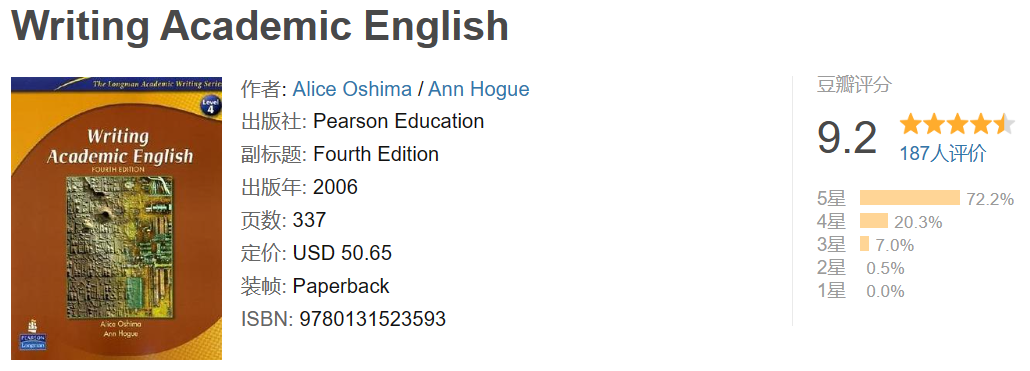 Writing Academic English
The Longman Academic Writing Series
Level
4
Writing
Academic English
FOURTH EDITION
Alice Oshima
Ann Hogue
PEARSON
Longman
作者: Alice Oshima / Ann Hogue
出版社: Pearson Education
副标题: Fourth Edition
出版年: 2006
页数: 337
定价: USD 50.65
装帧: Paperback
ISBN: 9780131523593
豆瓣评分
9.2
187人评价
5星 72.2%
4星 20.3%
3星 7.0%
2星 0.5%
1星 0.0%